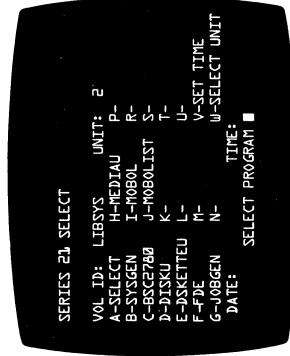 SERIES 21 SELECT
VOL ID: LIBSYS UNIT: 2
A-SELECT H-MEDIAU P-
B-SYSGEN I-MOBOL R-
C-BSC2780 J-MOBOLIST S-
D-DISKU K- T-
E-DSKETTEU L- U-
F-FDE M- V-SET TIME
G-JOBGEN N- W-SELECT UNIT
DATE: TIME:
SELECT PROGRAM